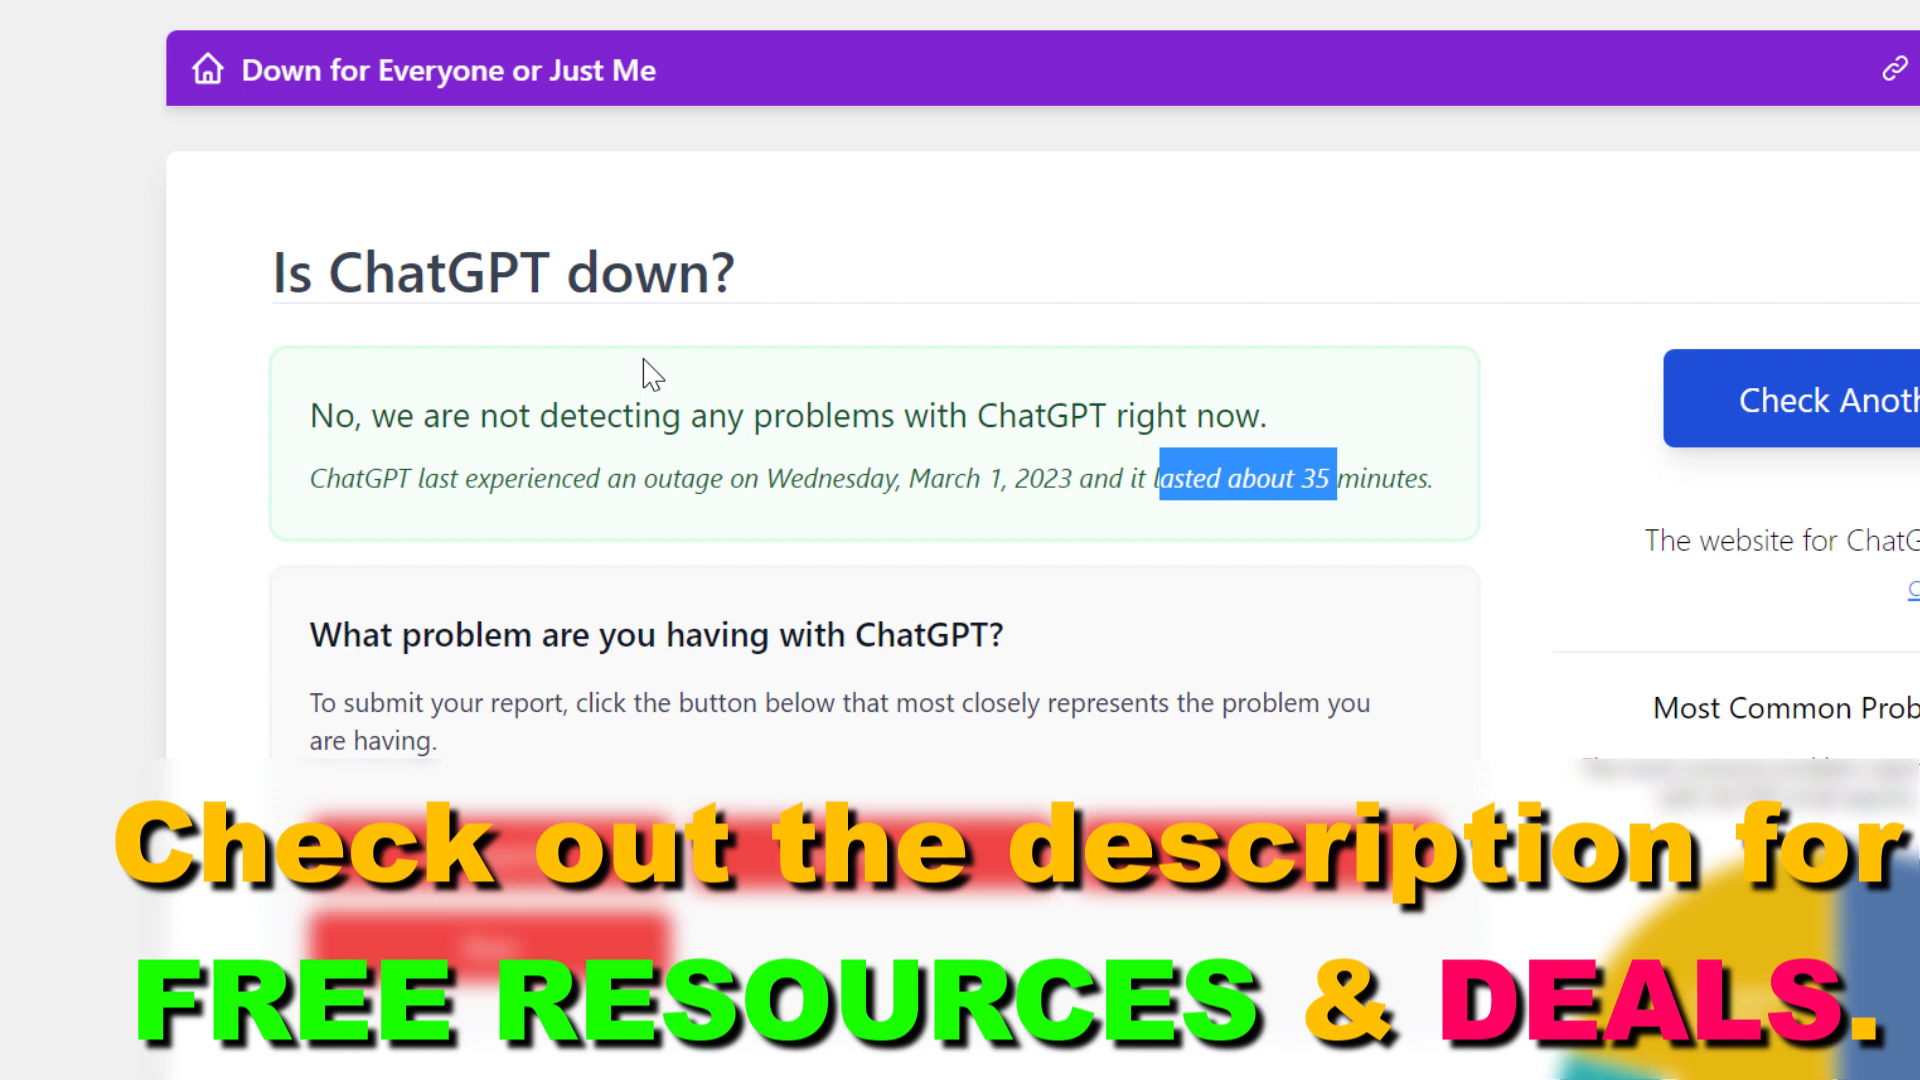 Down for Everyone or Just Me
Is ChatGPT down?
No, we are not detecting any problems with ChatGPT right now.
ChatGPT last experienced an outage on Wednesday, March 1, 2023 and it lasted about 35 minutes.
Check
The website for
What problem are you having with ChatGPT?
To submit your report, click the button below that most closely represents the problem you
are having.
Most Common
Check out the description for
FREE RESOURCES & DEALS.